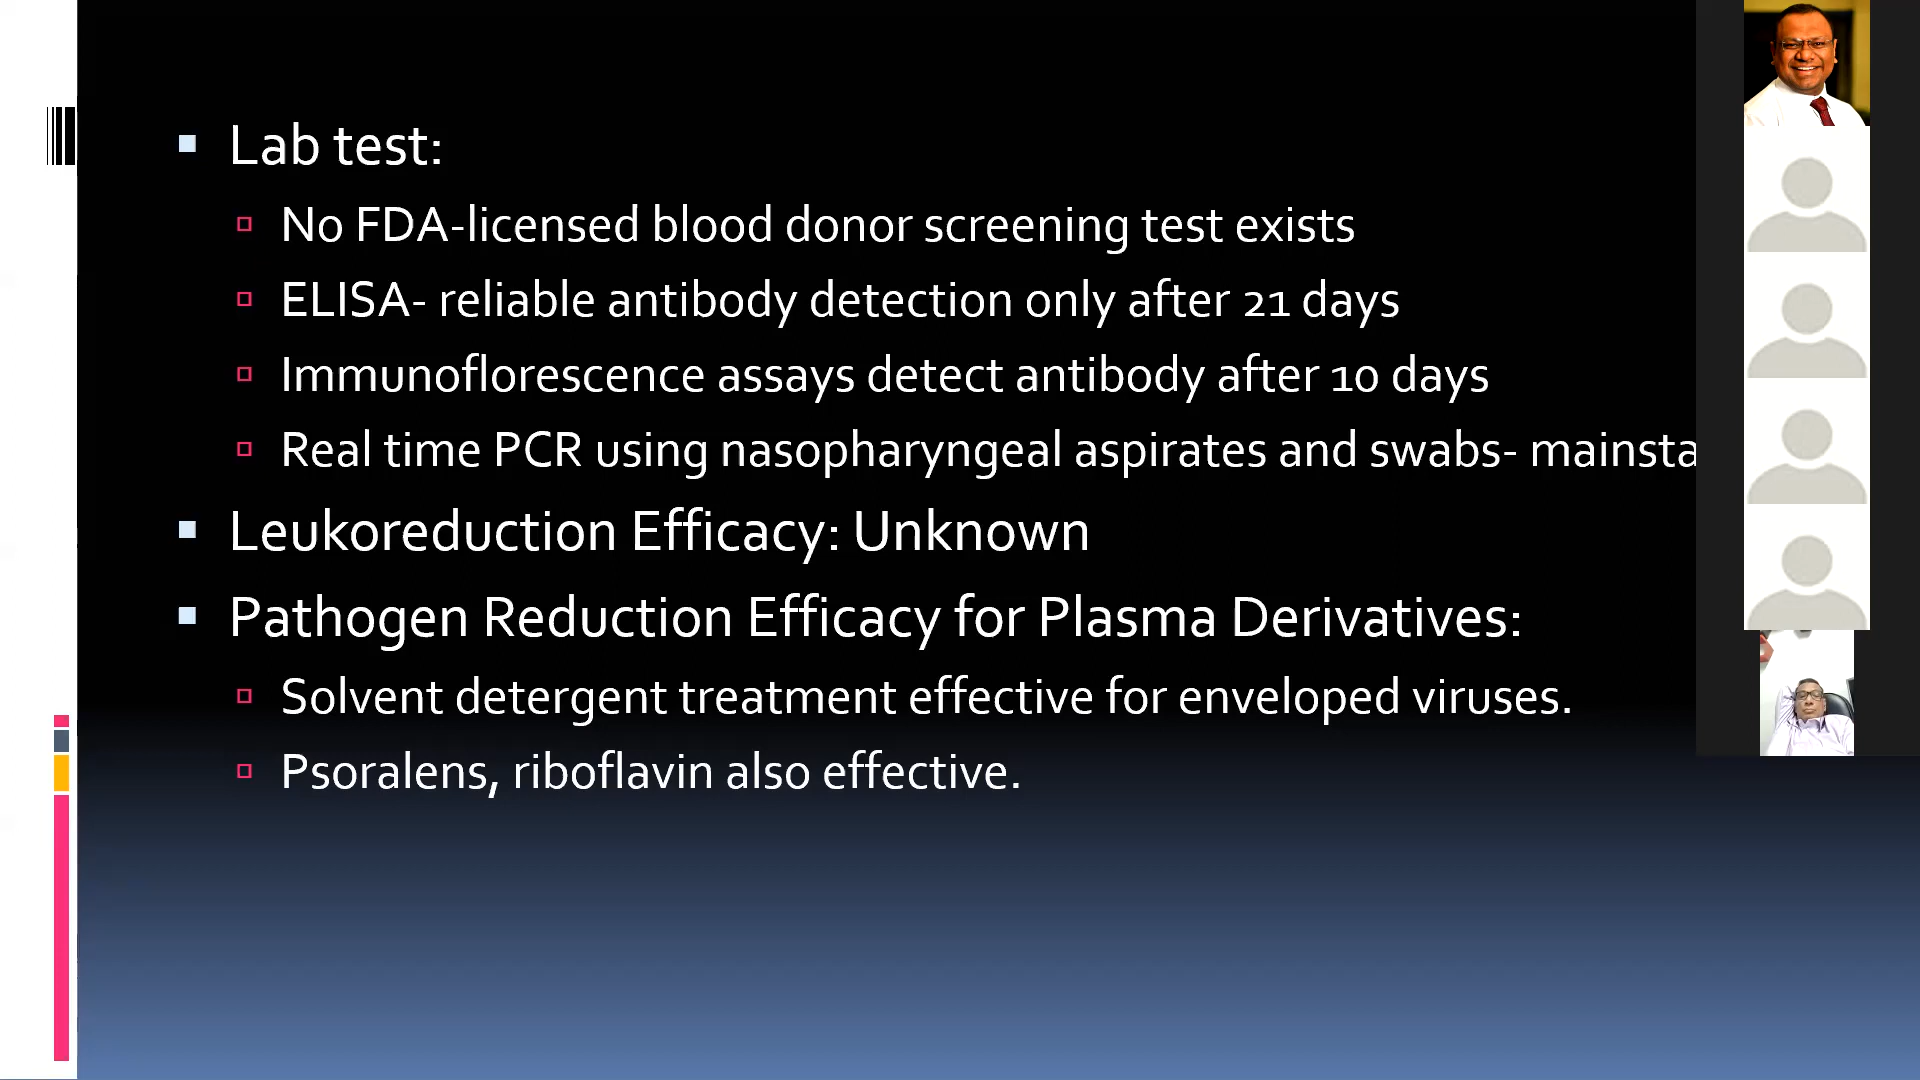 Lab test:
No FDA-licensed blood donor screening test exists
ELISA- reliable antibody detection only after 21 days
Immunoflorescence assays detect antibody after 10 days
Real time PCR using nasopharyngeal aspirates and swabs- mainsta
Leukoreduction Efficacy: Unknown
Pathogen Reduction Efficacy for Plasma Derivatives:
Solvent detergent treatment effective for enveloped viruses.
Psoralens, riboflavin also effective.